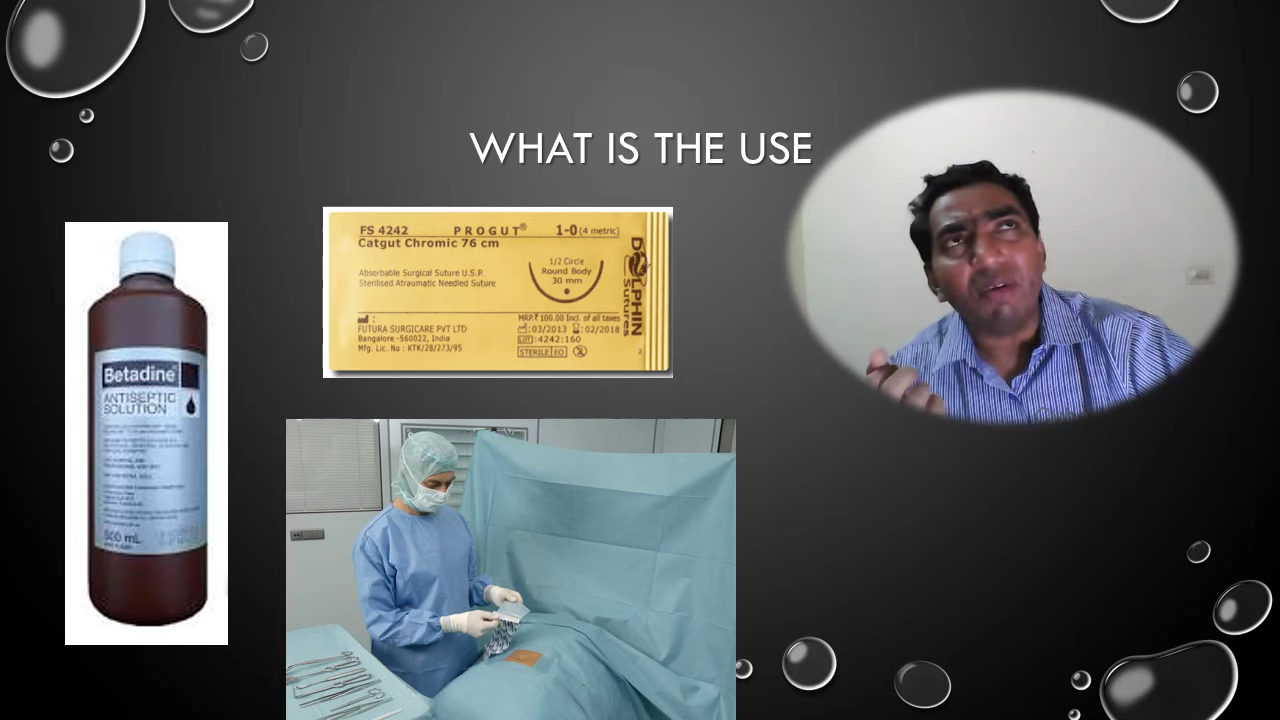 WHAT IS THE USE
FS 4242 PROGUT® 1-0 (4 metric)
Catgut Chromic 76 cm
1/2 Circle
Round Body
30 mm
Absorbable Surgical Suture U.S.P.
Sterilised Atraumatic Needled Suture
DOLPHIN
Sutures
MRP.₹ 100.00 Incl. of all taxes
FUTURA SURGICARE PVT LTD
:03/2013 :02/2018
Bangalore -560022, India
LOT :4242:160
Mfg. Lic. No : KTK/28/273/95
STERILE EO
2
Betadine
ANTISEPTIC
SOLUTION
500 mL